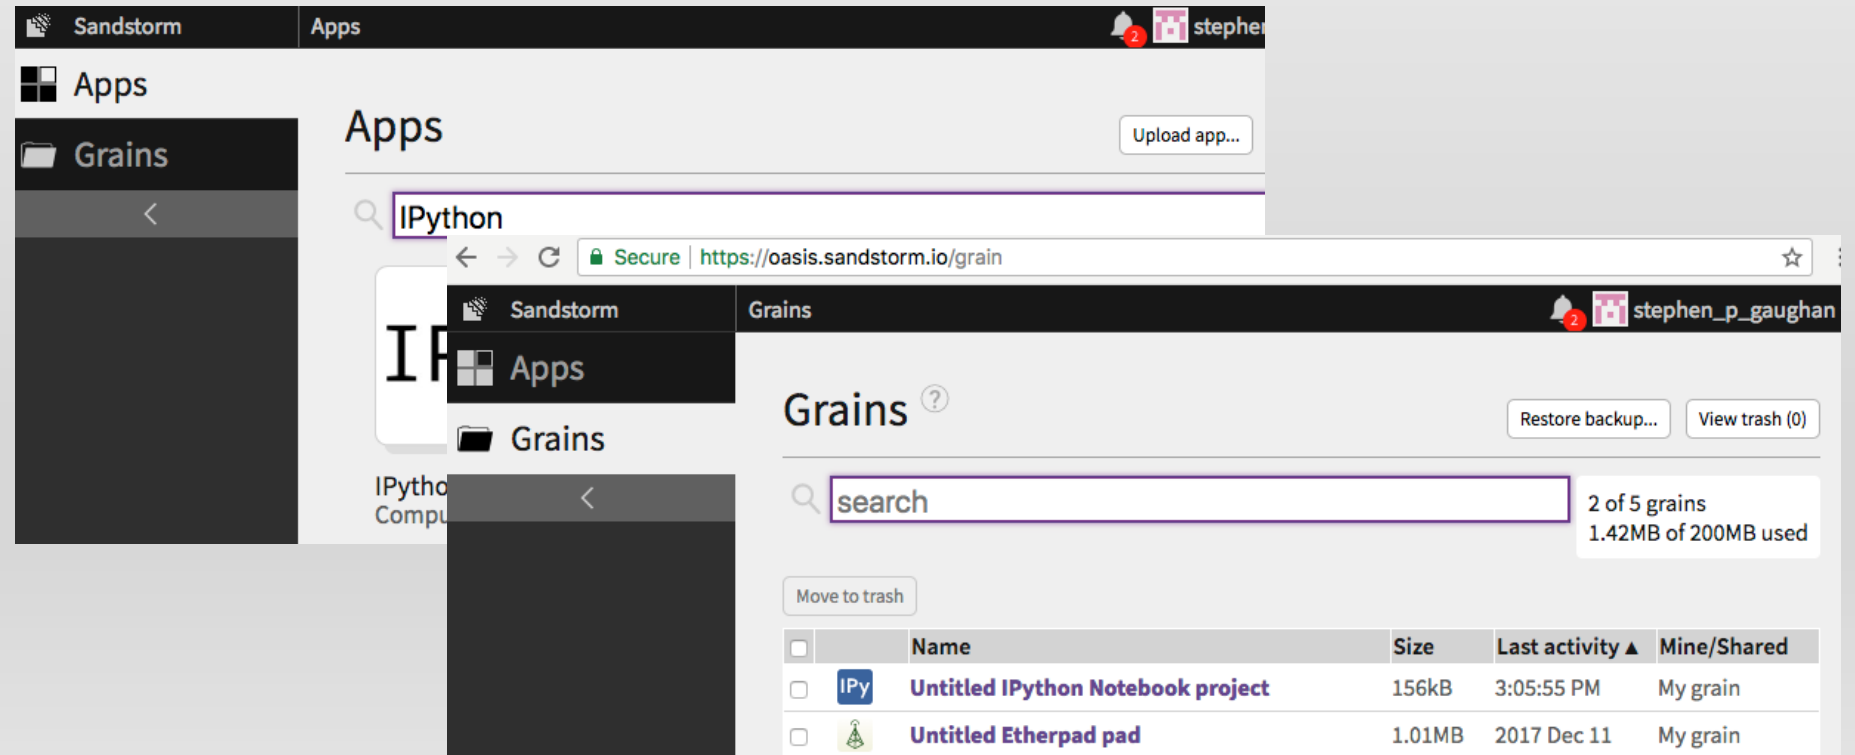 Sandstorm
Apps
2
stephen
Apps
Grains
Apps
Upload app...
IPython
Secure
https://oasis.sandstorm.io/grain
Sandstorm
Grains
2
stephen_p_gaughan
Apps
Grains
Grains ?
Restore backup...
View trash (0)
search
2 of 5 grains
1.42MB of 200MB used
Move to trash
Name Size Last activity ▲ Mine/Shared
IPy Untitled IPython Notebook project 156kB 3:05:55 PM My grain
Untitled Etherpad pad 1.01MB 2017 Dec 11 My grain